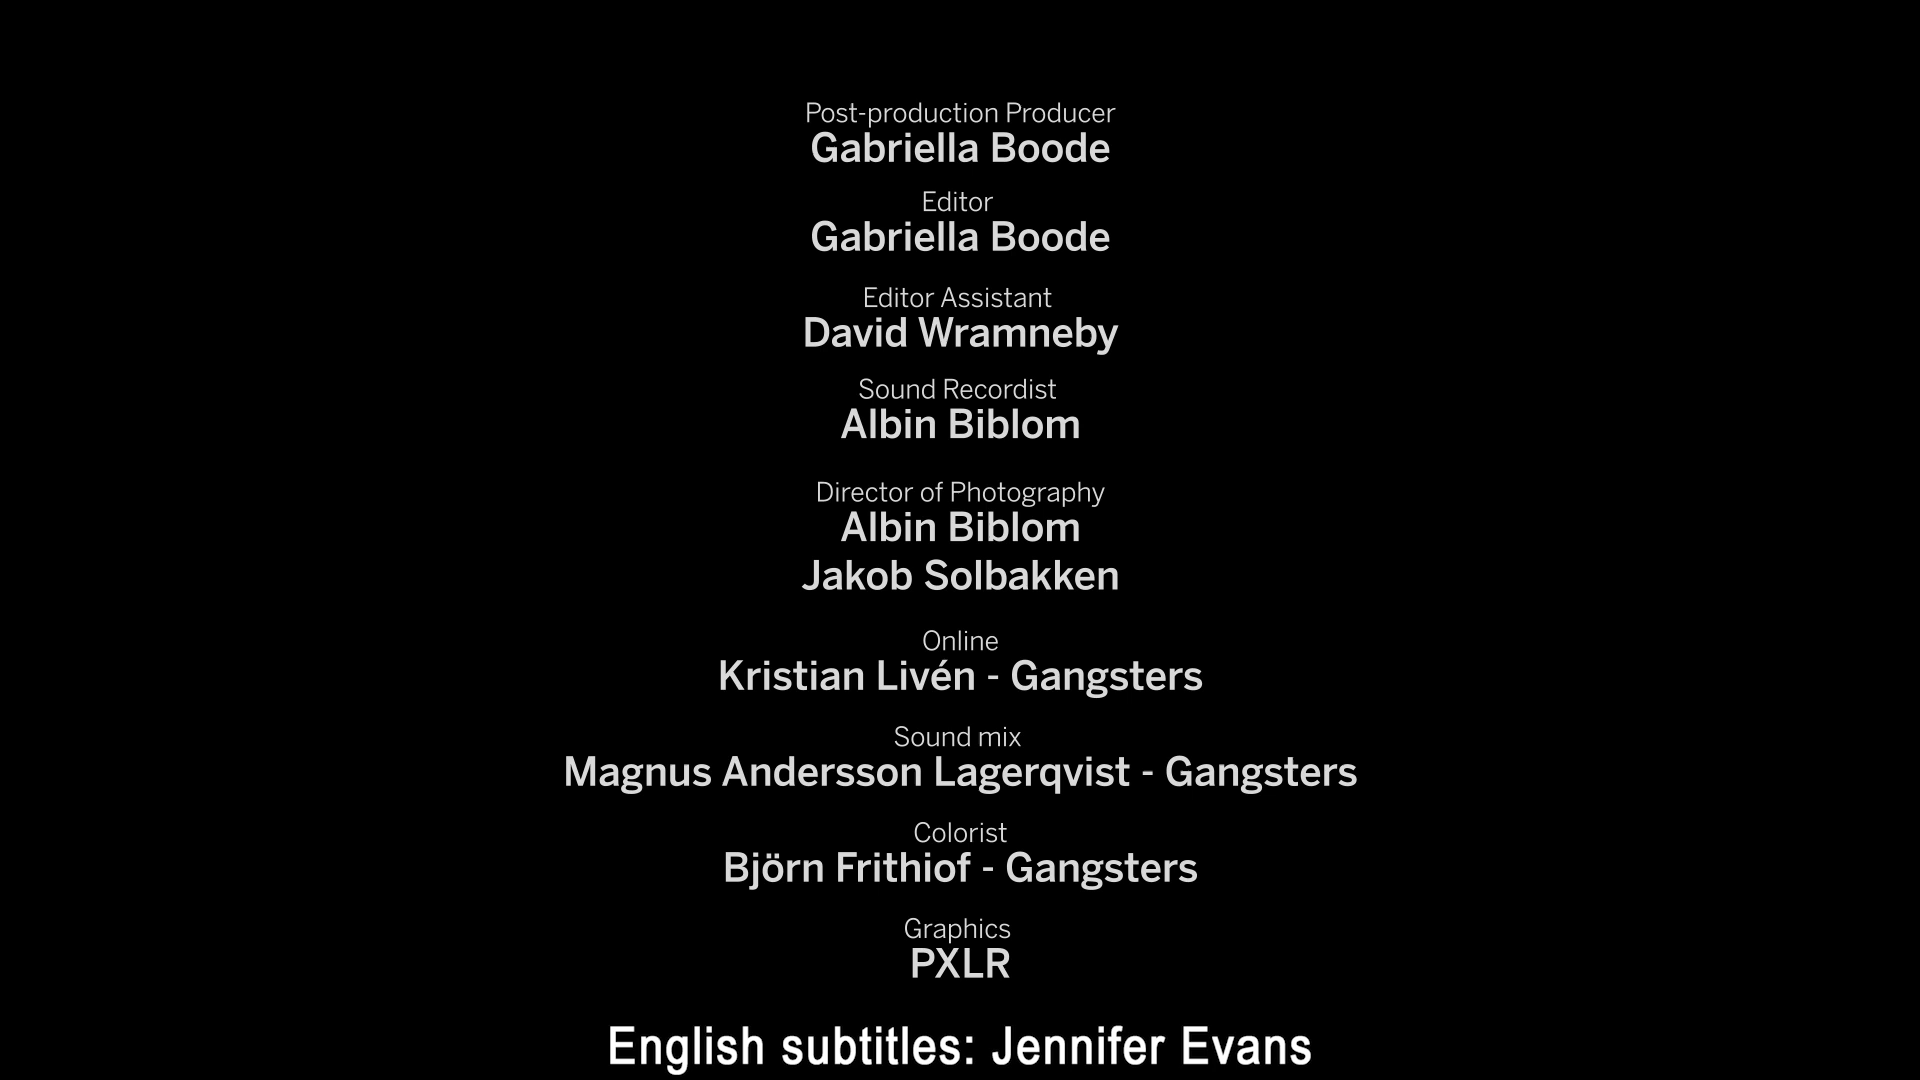 Post-production Producer
Gabriella Boode
Editor
Gabriella Boode
Editor Assistant
David Wramneby
Sound Recordist
Albin Biblom
Director of Photography
Albin Biblom
Jakob Solbakken
Online
Kristian Livén - Gangsters
Sound mix
Magnus Andersson Lagerqvist - Gangsters
Colorist
Björn Frithiof - Gangsters
Graphics
PXLR
English subtitles: Jennifer Evans